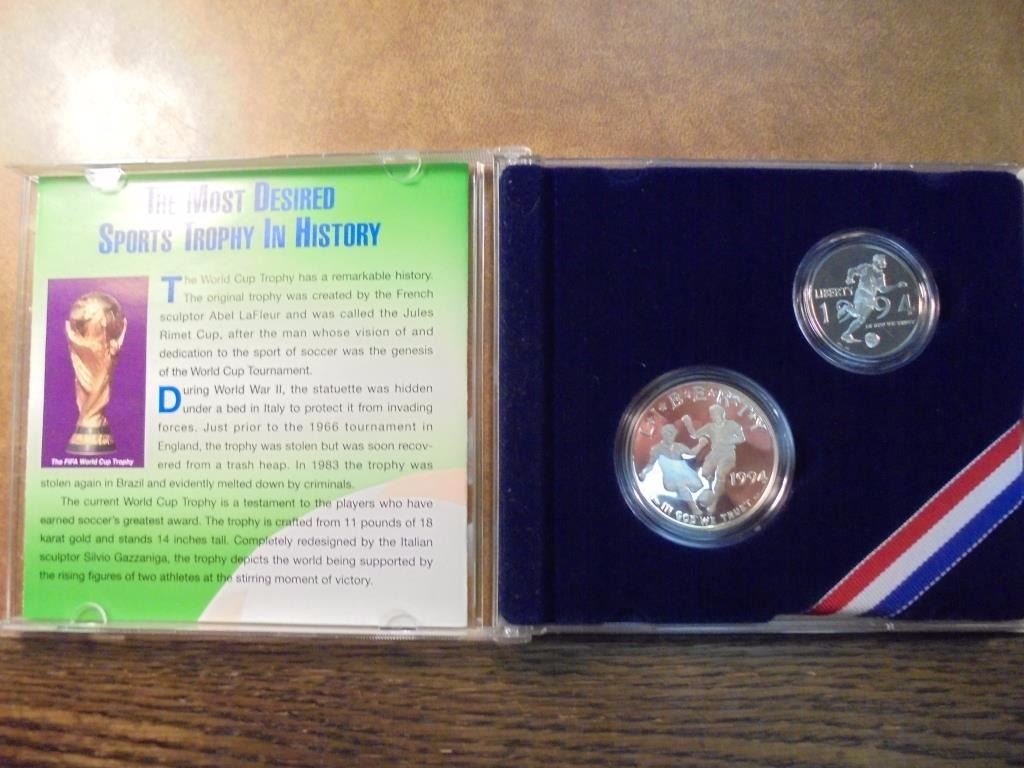 THE MOST DESIRED
SPORTS TROPHY IN HISTORY
The World Cup Trophy has a remarkable history.
The original trophy was created by the French
sculptor Abel LaFleur and was called the Jules
Rimet Cup, after the man whose vision of and
dedication to the sport of soccer was the genesis
of the World Cup Tournament.
During World War II, the statuette was hidden
under a bed in Italy to protect it from invading
forces. Just prior to the 1966 tournament in
England, the trophy was stolen but was soon recov-
ered from a trash heap. In 1983 the trophy was
stolen again in Brazil and evidently melted down by criminals.
The current World Cup Trophy is a testament to the players who have
earned soccer's greatest award. The trophy is crafted from 11 pounds of 18
karat gold and stands 14 inches tall. Completely redesigned by the Italian
sculptor Silvio Gazzaniga, the trophy depicts the world being supported by
the rising figures of two athletes at the stirring moment of victory.
The FIFA World Cup Trophy
LIBERTY
1994
IN GOD WE TRUST
LIBERTY
1994
IN GOD WE TRUST